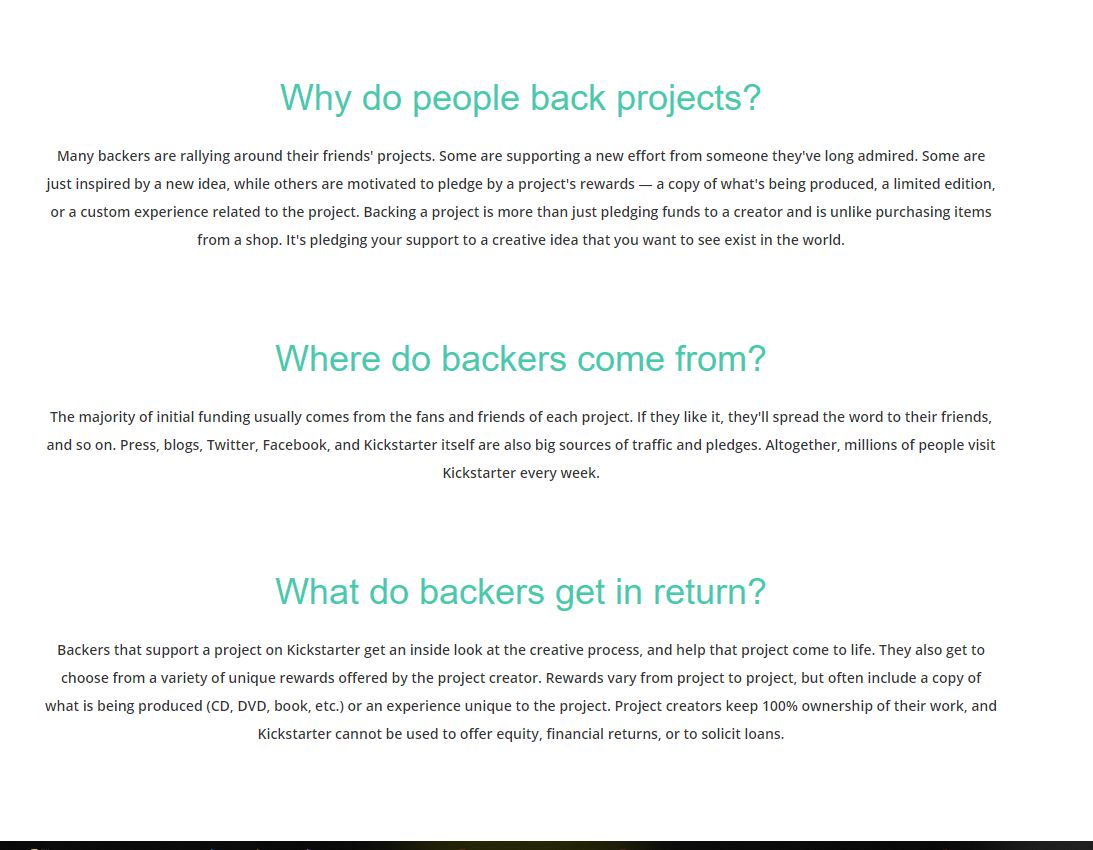 Why do people back projects?
Many backers are rallying around their friends' projects. Some are supporting a new effort from someone they've long admired. Some are
just inspired by a new idea, while others are motivated to pledge by a project's rewards — a copy of what's being produced, a limited edition,
or a custom experience related to the project. Backing a project is more than just pledging funds to a creator and is unlike purchasing items
from a shop. It's pledging your support to a creative idea that you want to see exist in the world.
Where do backers come from?
The majority of initial funding usually comes from the fans and friends of each project. If they like it, they'll spread the word to their friends,
and so on. Press, blogs, Twitter, Facebook, and Kickstarter itself are also big sources of traffic and pledges. Altogether, millions of people visit
Kickstarter every week.
What do backers get in return?
Backers that support a project on Kickstarter get an inside look at the creative process, and help that project come to life. They also get to
choose from a variety of unique rewards offered by the project creator. Rewards vary from project to project, but often include a copy of
what is being produced (CD, DVD, book, etc.) or an experience unique to the project. Project creators keep 100% ownership of their work, and
Kickstarter cannot be used to offer equity, financial returns, or to solicit loans.